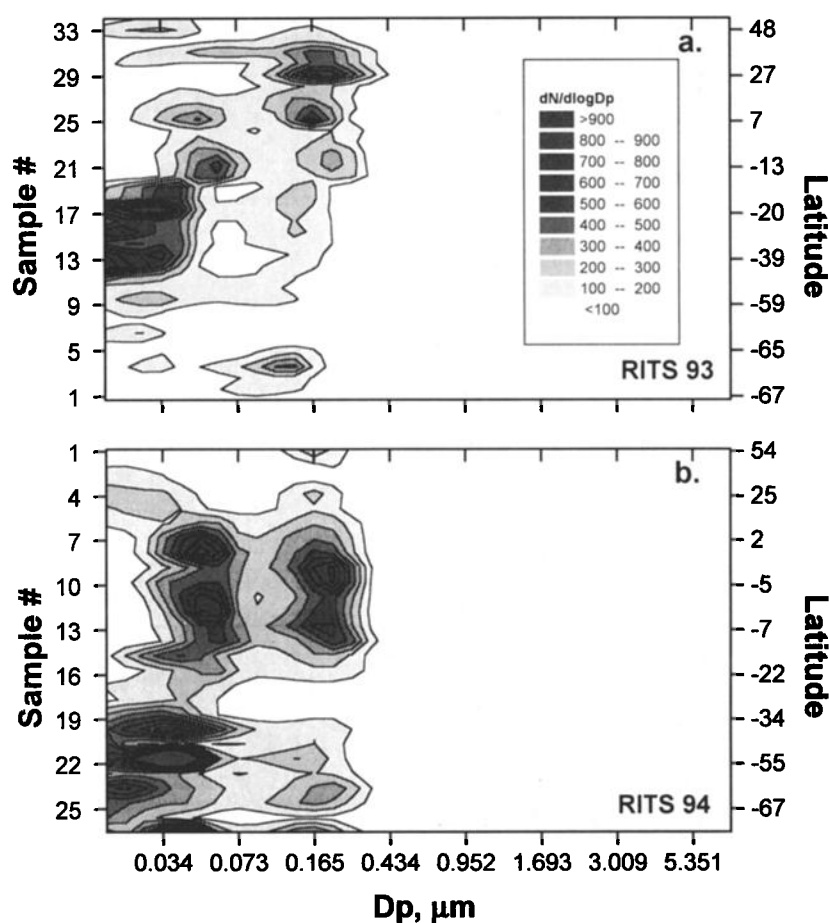 a.
Sample #
33
29
25
21
17
13
9
5
1
dN/dlogDp
>900
800 -- 900
700 -- 800
600 -- 700
500 -- 600
400 -- 500
300 -- 400
200 -- 300
100 -- 200
<100
RITS 93
48
27
7
-13
-20
-39
-59
-65
-67
Latitude
b.
Sample #
1
4
7
10
13
16
19
22
25
RITS 94
54
25
2
-5
-7
-22
-34
-55
-67
Latitude
0.034 0.073 0.165 0.434 0.952 1.693 3.009 5.351
Dp, μm